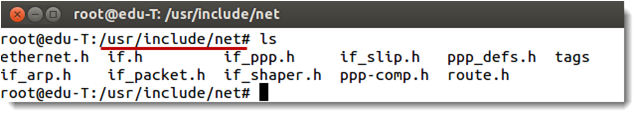 root@edu-T: /usr/include/net
root@edu-T:/usr/include/net# ls
ethernet.h  if.h         if_ppp.h     if_slip.h   ppp_defs.h  tags
if_arp.h    if_packet.h  if_shaper.h  ppp-comp.h  route.h
root@edu-T:/usr/include/net#